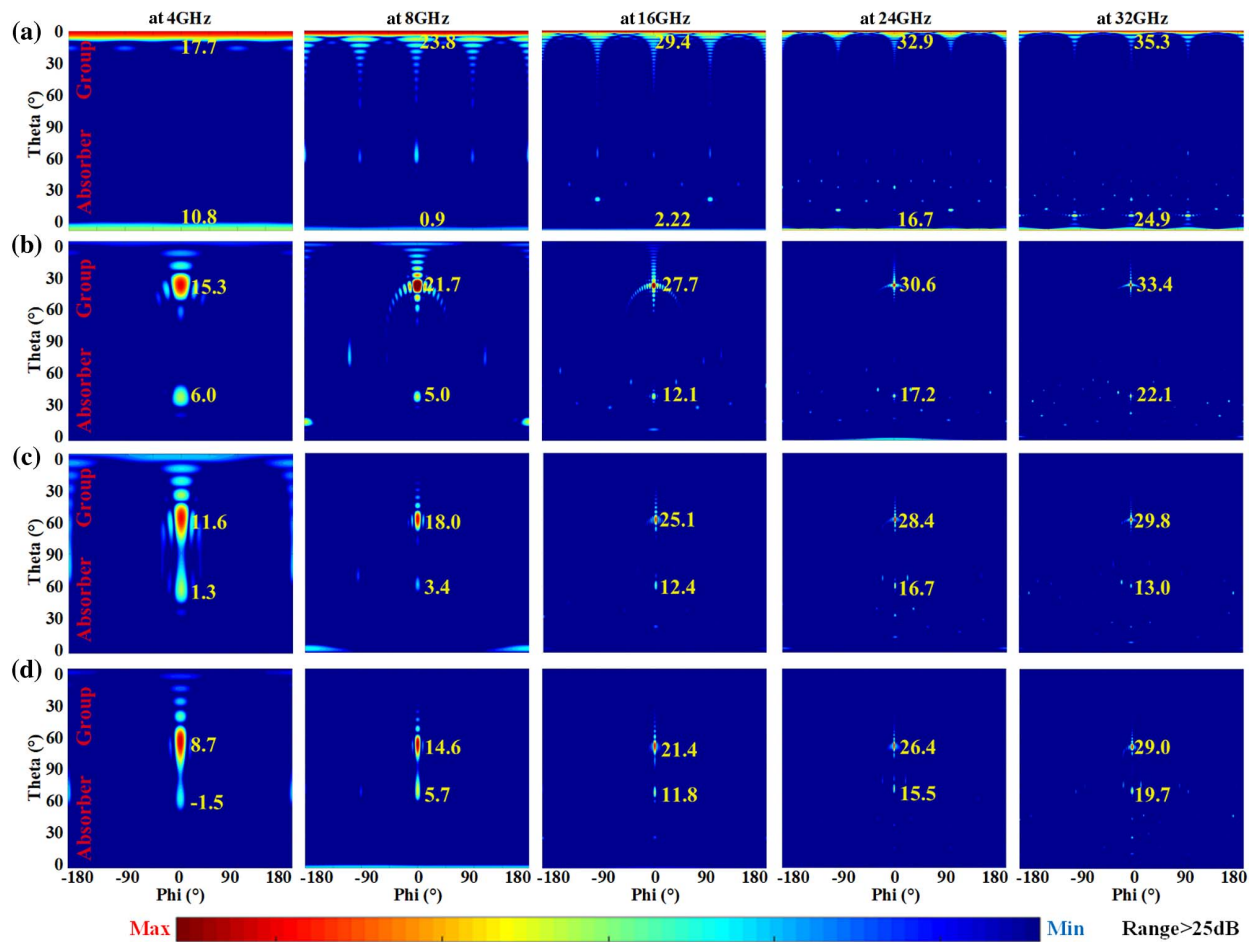 at 4GHz at 8GHz at 16GHz at 24GHz at 32GHz
(a)
Theta (°)
Group
Absorber
0
30
60
90
60
30
0
17.7 23.8 29.4 32.9 35.3
10.8 0.9 2.22 16.7 24.9
(b)
Theta (°)
Group
Absorber
0
30
60
90
60
30
0
15.3 21.7 27.7 30.6 33.4
6.0 5.0 12.1 17.2 22.1
(c)
Theta (°)
Group
Absorber
0
30
60
90
60
30
0
11.6 18.0 25.1 28.4 29.8
1.3 3.4 12.4 16.7 13.0
(d)
Theta (°)
Group
Absorber
0
30
60
90
60
30
0
8.7 14.6 21.4 26.4 29.0
-1.5 5.7 11.8 15.5 19.7
-180 -90 0 90 180 -90 0 90 180 -90 0 90 180 -90 0 90 180 -90 0 90 180
Phi (°) Phi (°) Phi (°) Phi (°) Phi (°)
Max Min Range>25dB